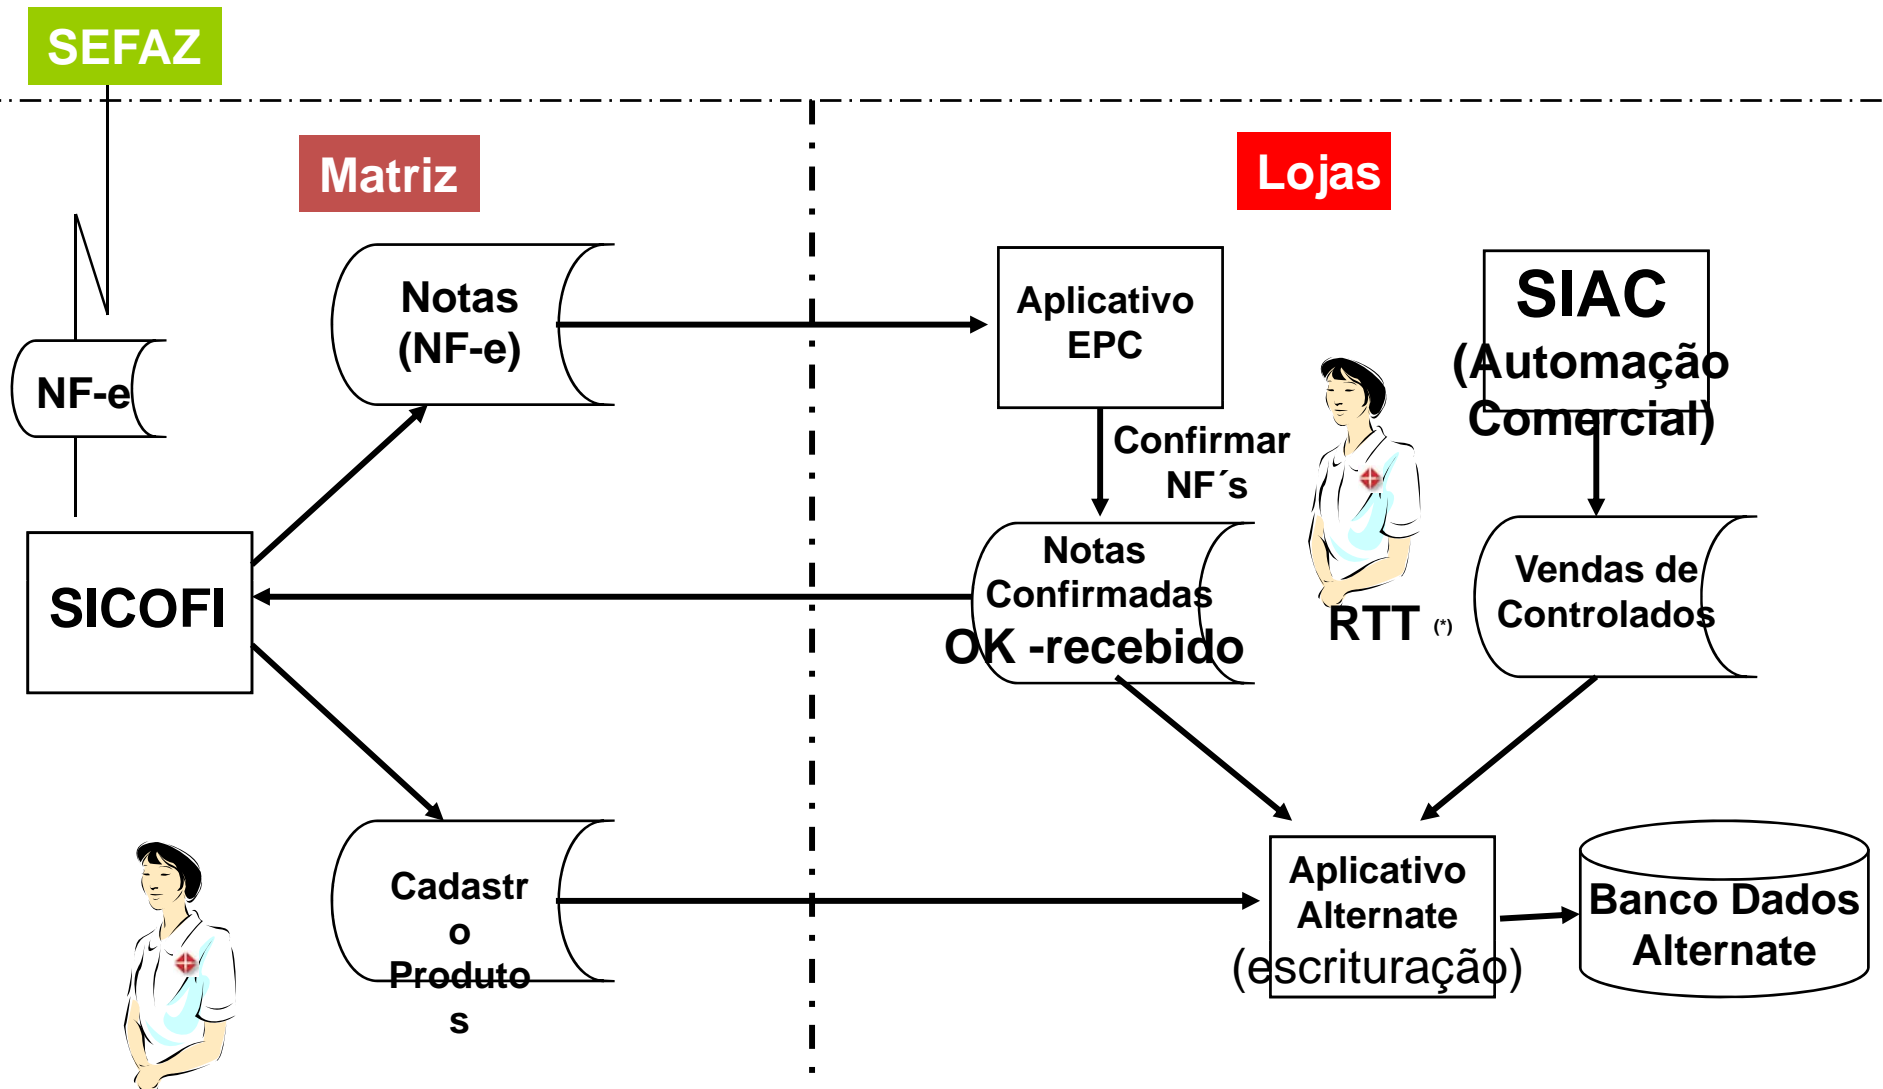 SEFAZ
Matriz
Lojas
Notas
(NF-e)
Aplicativo
EPC
SIAC
(Automação
Comercial)
NF-e
Confirmar
NF´s
SICOFI
Notas
Confirmadas
OK -recebido
RTT (*)
Vendas de
Controlados
Cadastr
o
Produto
s
Aplicativo
Alternate
(escrituração)
Banco Dados
Alternate